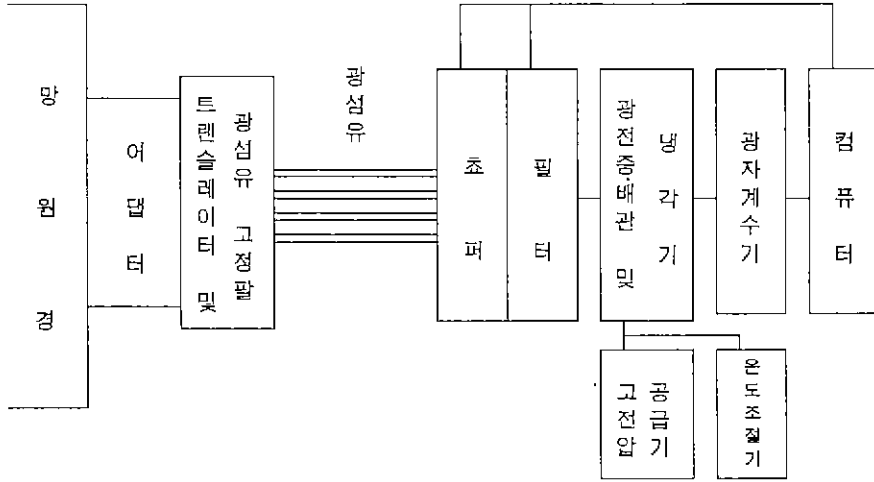 망원경
어댑터
트랜슬레이터 및
광섬유 고정팔
광섬유
쵸퍼
필터
광전증배관 및
냉각기
광자계수기
컴퓨터
고전압
공급기
온도조절기